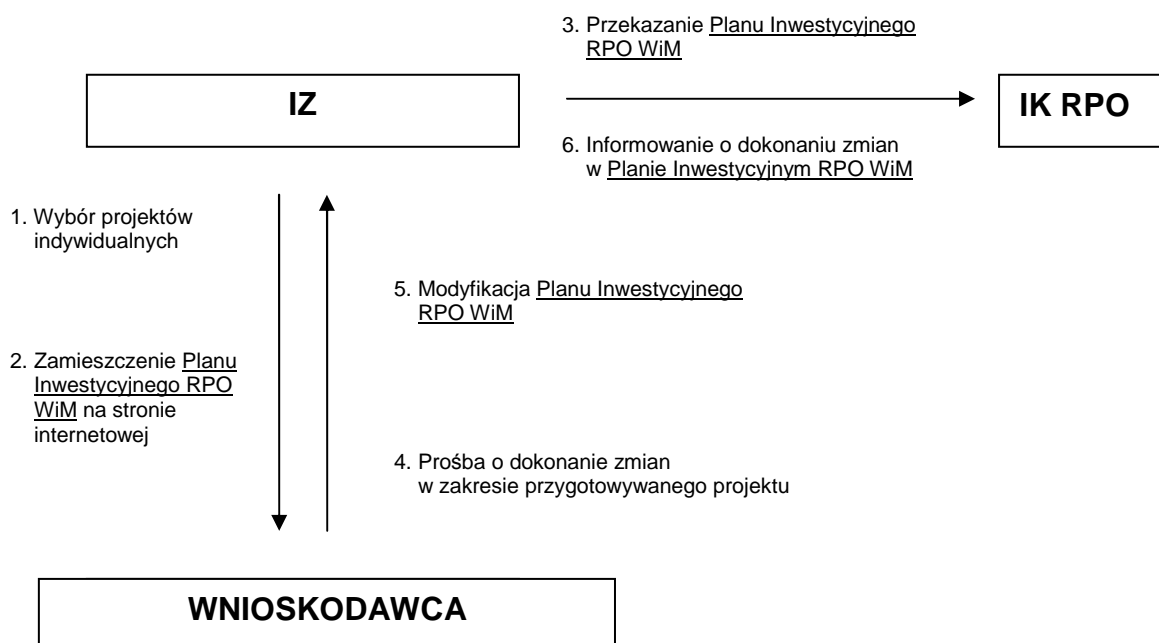 3. Przekazanie Planu Inwestycyjnego
RPO WiM
IZ
IK RPO
6. Informowanie o dokonaniu zmian
w Planie Inwestycyjnym RPO WiM
1. Wybór projektów
indywidualnych
5. Modyfikacja Planu Inwestycyjnego
RPO WiM
2. Zamieszczenie Planu
Inwestycyjnego RPO
WiM na stronie
internetowej
4. Prośba o dokonanie zmian
w zakresie przygotowywanego projektu
WNIOSKODAWCA